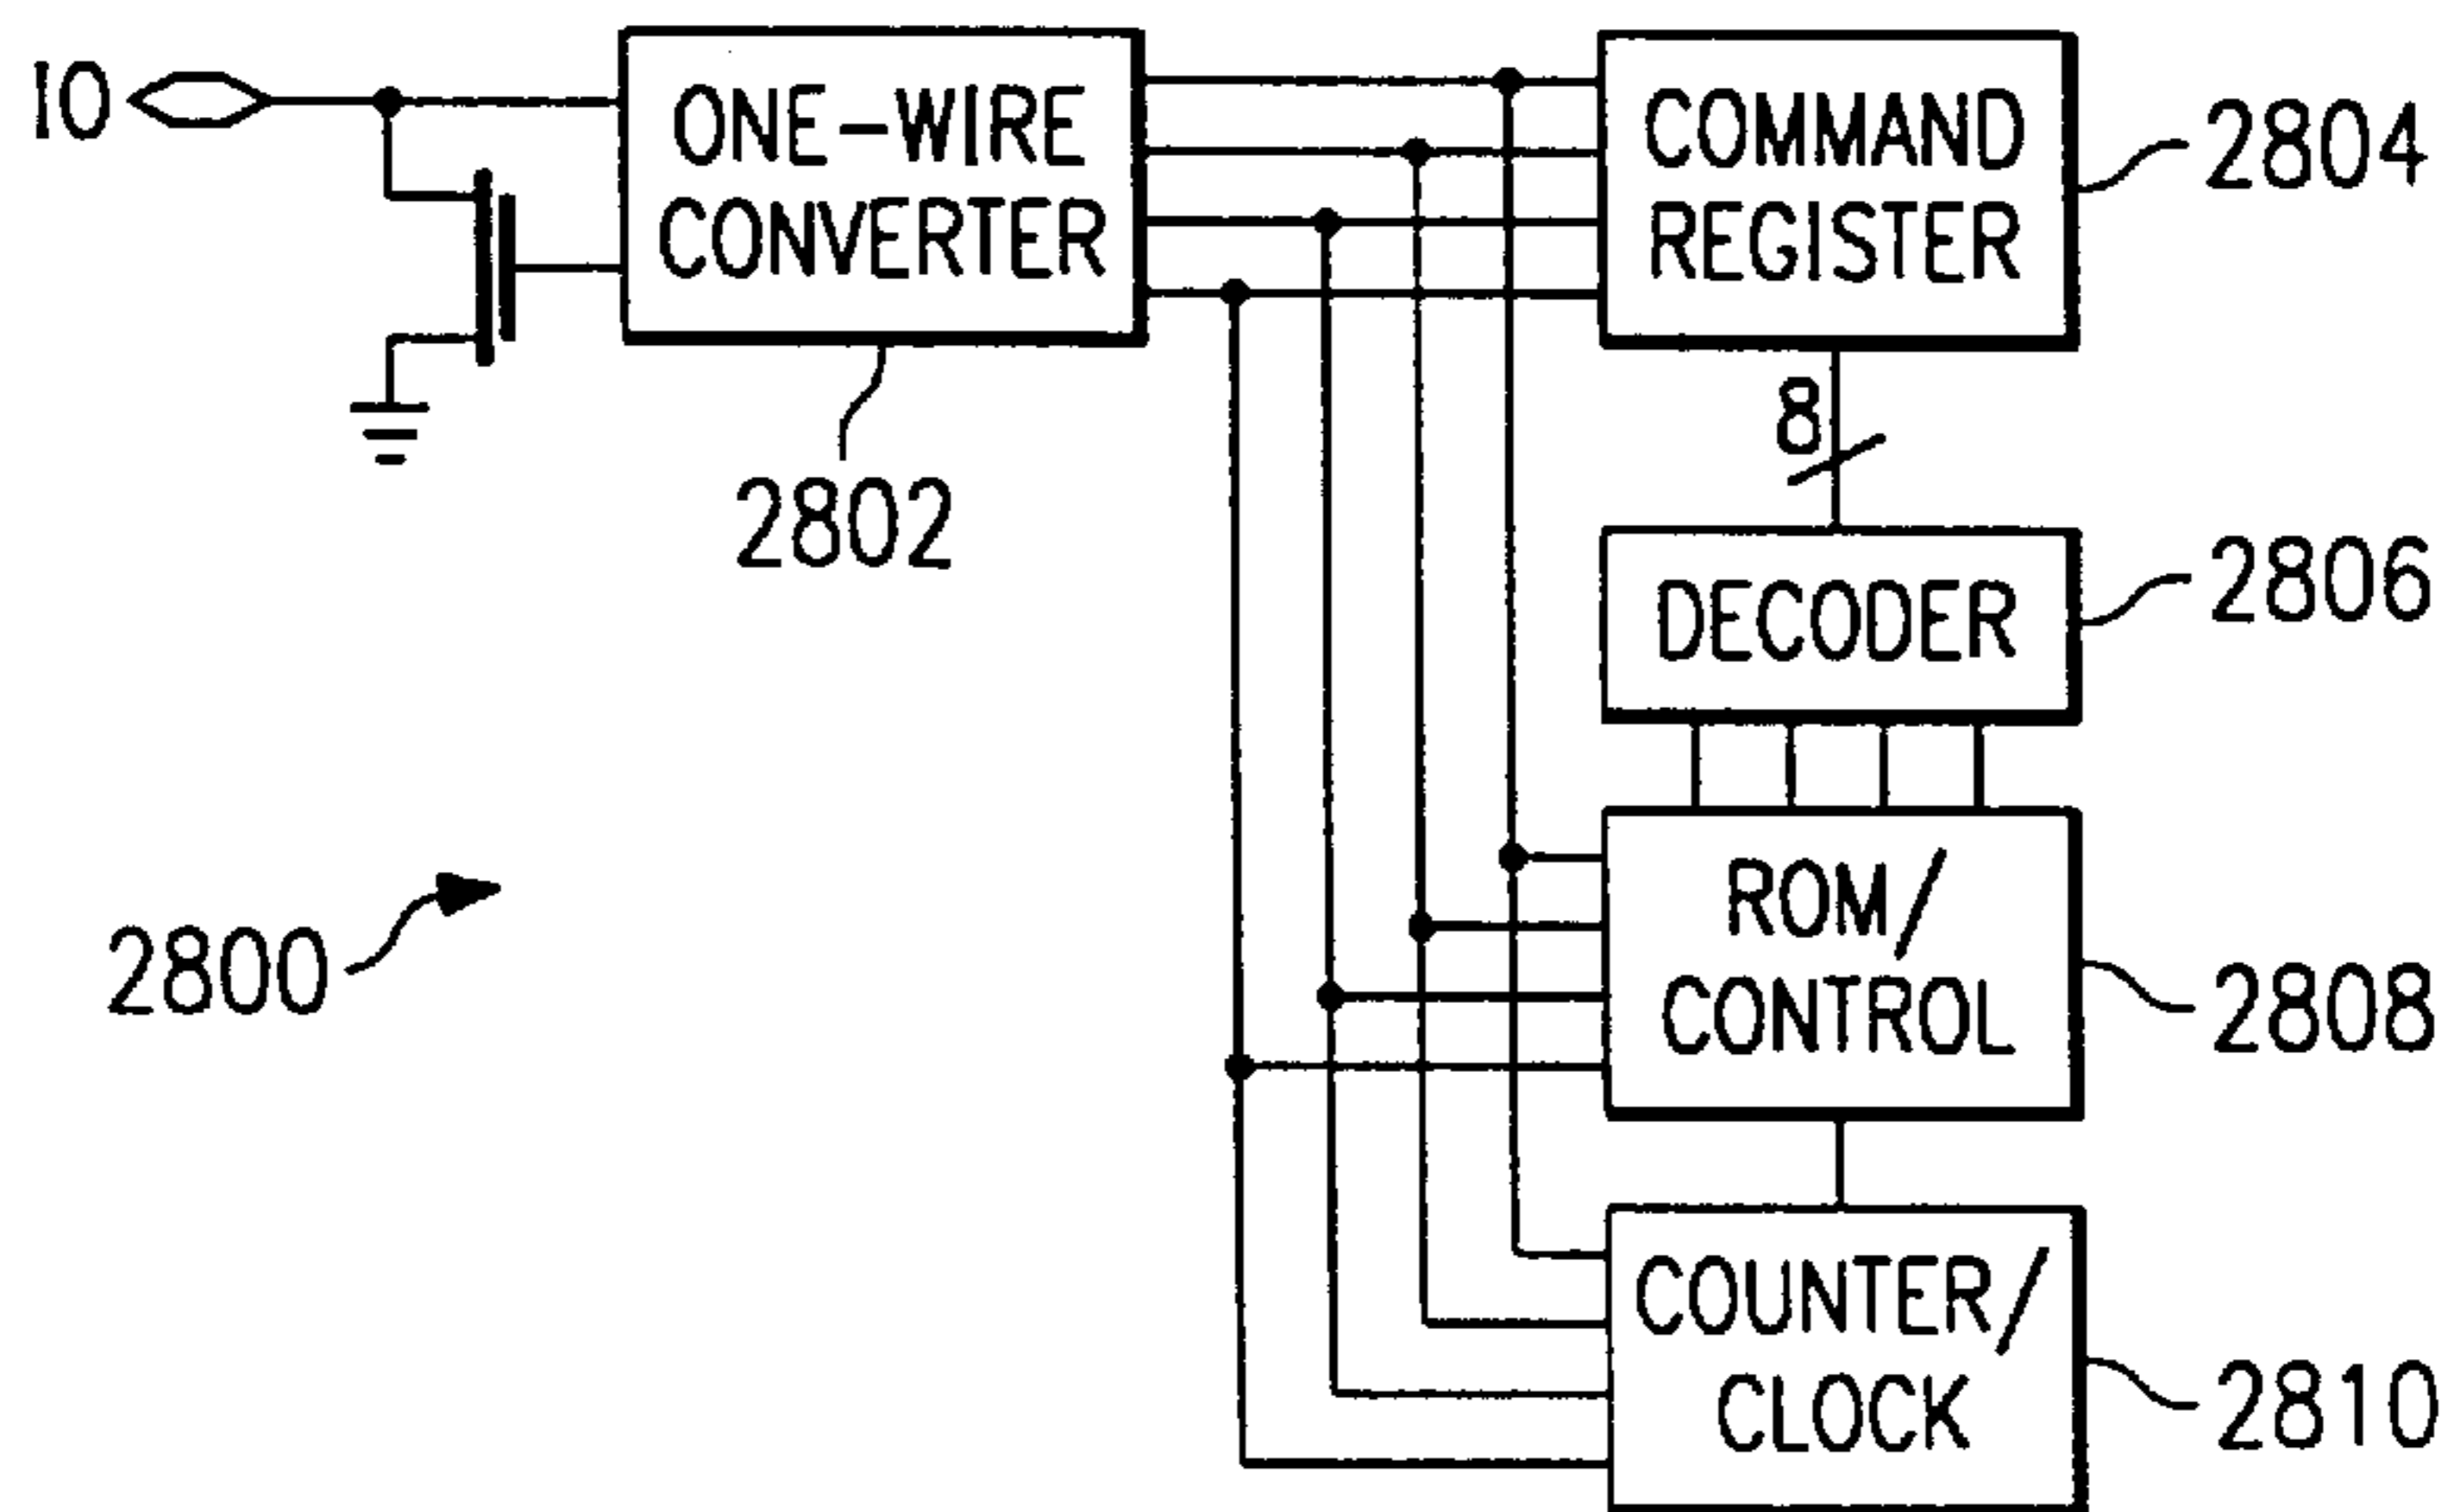 IO
ONE-WIRE
CONVERTER
COMMAND
REGISTER
2804
8
2802
DECODER
2806
2800
ROM/
CONTROL
2808
COUNTER/
CLOCK
2810